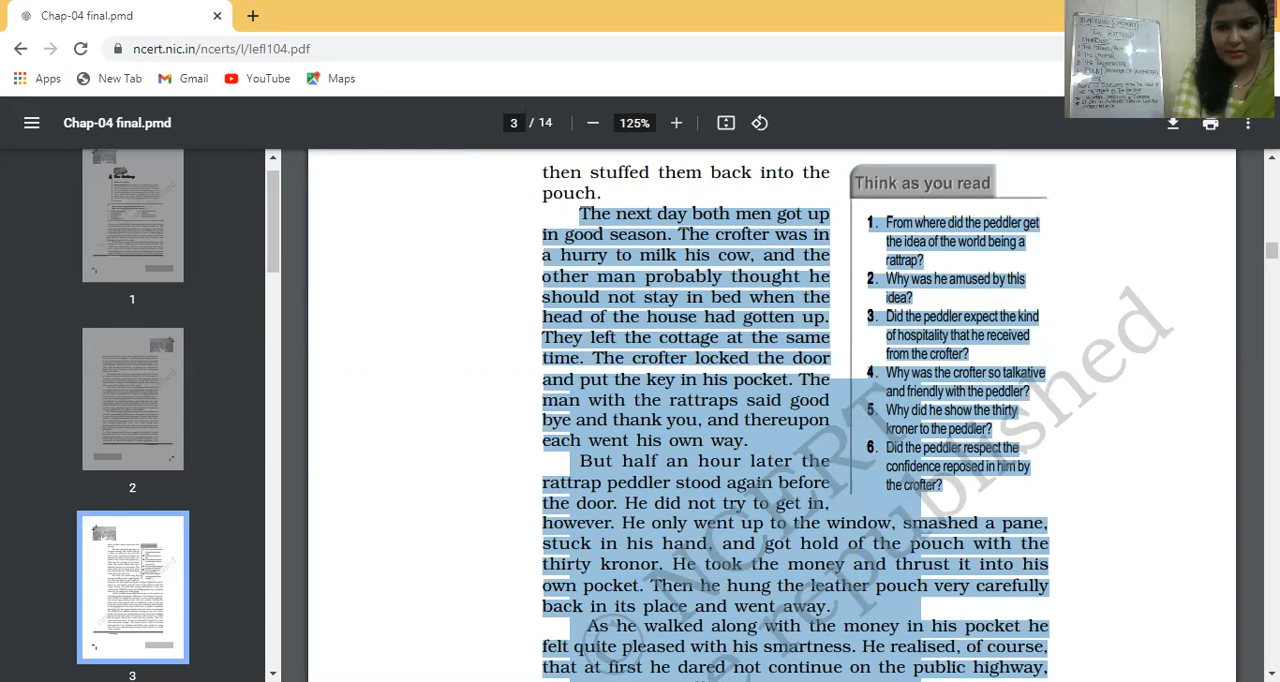 Chap-04 final.pmd
ncert.nic.in/ncerts/l/lefl104.pdf
Apps New Tab Gmail YouTube Maps
Chap-04 final.pmd
3 / 14 125%
1
2
3
then stuffed them back into the
pouch.
The next day both men got up
in good season. The crofter was in
a hurry to milk his cow, and the
other man probably thought he
should not stay in bed when the
head of the house had gotten up.
They left the cottage at the same
time. The crofter locked the door
and put the key in his pocket. The
man with the rattraps said good
bye and thank you, and thereupon
each went his own way.
But half an hour later the
rattrap peddler stood again before
the door. He did not try to get in,
however. He only went up to the window, smashed a pane,
stuck in his hand, and got hold of the pouch with the
thirty kronor. He took the money and thrust it into his
own pocket. Then he hung the leather pouch very carefully
back in its place and went away.
As he walked along with the money in his pocket he
felt quite pleased with his smartness. He realised, of course,
that at first he dared not continue on the public highway,
Think as you read
1. From where did the peddler get
the idea of the world being a
rattrap?
2. Why was he amused by this
idea?
3. Did the peddler expect the kind
of hospitality that he received
from the crofter?
4. Why was the crofter so talkative
and friendly with the peddler?
5. Why did he show the thirty
kroner to the peddler?
6. Did the peddler respect the
confidence reposed in him by
the crofter?
© NCERT
not to be republished
THE RATTRAP